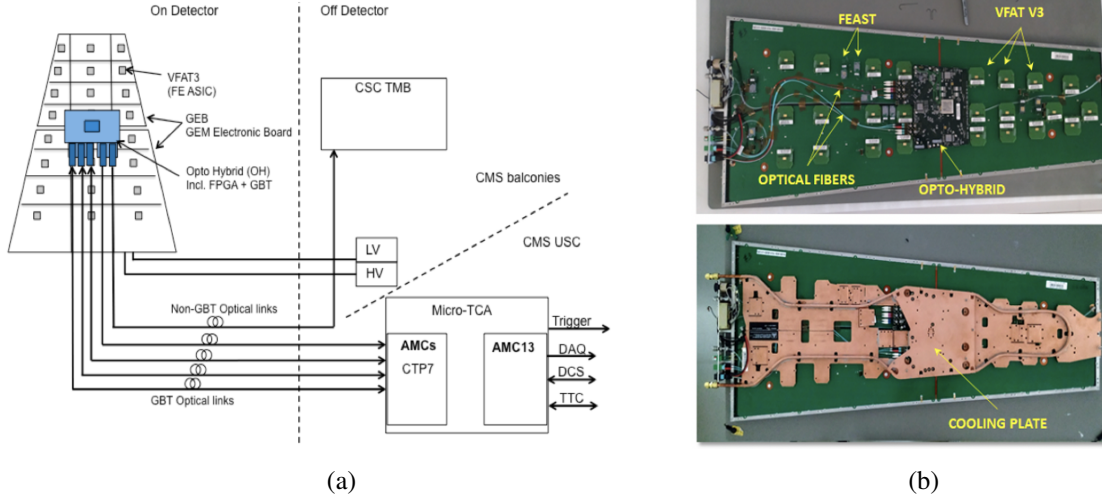 On Detector
Off Detector
VFAT3
(FE ASIC)
GEB
GEM Electronic Board
Opto Hybrid (OH)
Incl. FPGA + GBT
CSC TMB
CMS balconies
CMS USC
LV
HV
Non-GBT Optical links
GBT Optical links
Micro-TCA
AMCs
CTP7
AMC13
Trigger
DAQ
DCS
TTC
(a)
FEAST
VFAT V3
OPTICAL FIBERS
OPTO-HYBRID
COOLING PLATE
(b)